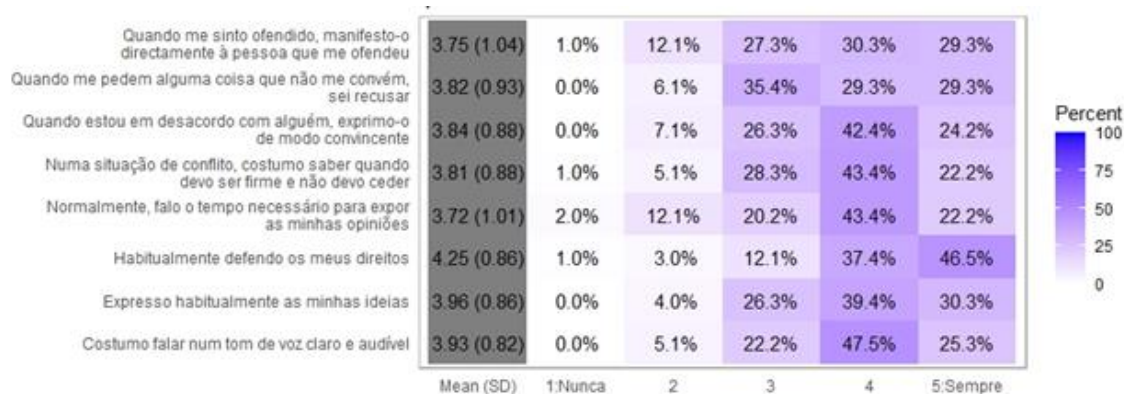 Quando me sinto ofendido, manifesto-o
directamente à pessoa que me ofendeu
3.75 (1.04) 1.0% 12.1% 27.3% 30.3% 29.3%
Quando me pedem alguma coisa que não me convém,
sei recusar
3.82 (0.93) 0.0% 6.1% 35.4% 29.3% 29.3%
Quando estou em desacordo com alguém, exprimo-o
de modo convincente
3.84 (0.88) 0.0% 7.1% 26.3% 42.4% 24.2%
Numa situação de conflito, costumo saber quando
devo ser firme e não devo ceder
3.81 (0.88) 1.0% 5.1% 28.3% 43.4% 22.2%
Normalmente, falo o tempo necessário para expor
as minhas opiniões
3.72 (1.01) 2.0% 12.1% 20.2% 43.4% 22.2%
Habitualmente defendo os meus direitos 4.25 (0.86) 1.0% 3.0% 12.1% 37.4% 46.5%
Expresso habitualmente as minhas ideias 3.96 (0.86) 0.0% 4.0% 26.3% 39.4% 30.3%
Costumo falar num tom de voz claro e audível 3.93 (0.82) 0.0% 5.1% 22.2% 47.5% 25.3%
Mean (SD) 1:Nunca 2 3 4 5:Sempre
Percent
100
75
50
25
0